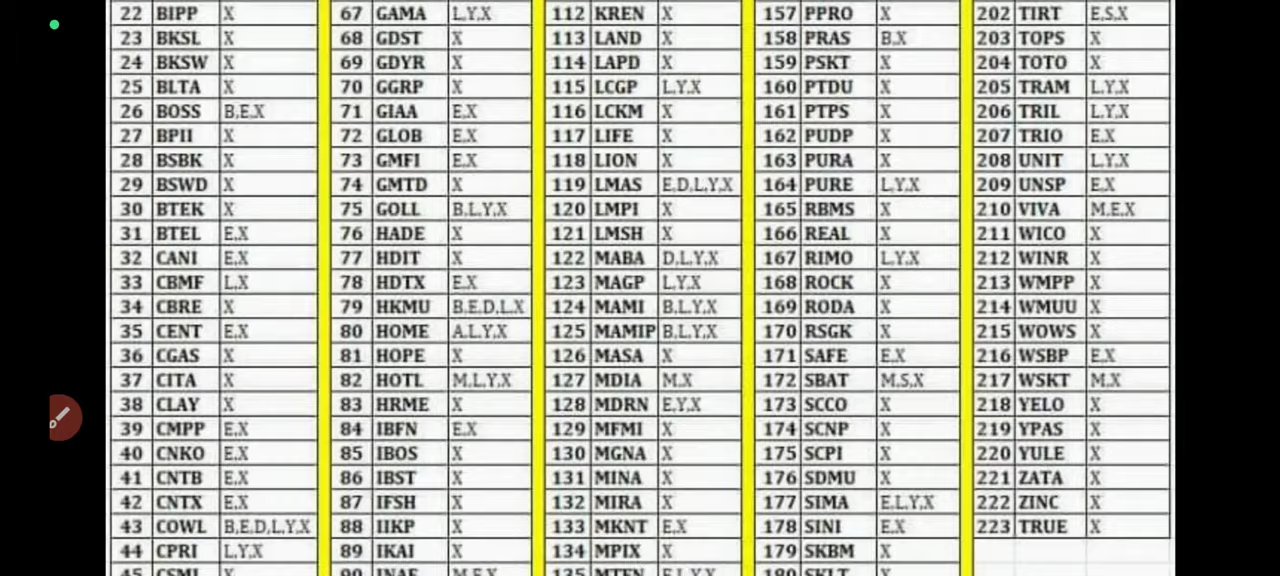 22 BIPP X 67 GAMA L,Y,X 112 KREN X 157 PPRO X 202 TIRT E,S,X
23 BKSL X 68 GDST X 113 LAND X 158 PRAS B,X 203 TOPS X
24 BKSW X 69 GDYR X 114 LAPD X 159 PSKT X 204 TOTO X
25 BLTA X 70 GGRP X 115 LCGP L,Y,X 160 PTDU X 205 TRAM L,Y,X
26 BOSS B,E,X 71 GIAA E,X 116 LCKM X 161 PTPS X 206 TRIL L,Y,X
27 BPII X 72 GLOB E,X 117 LIFE X 162 PUDP X 207 TRIO E,X
28 BSBK X 73 GMFI E,X 118 LION X 163 PURA X 208 UNIT L,Y,X
29 BSWD X 74 GMTD X 119 LMAS E,D,L,Y,X 164 PURE L,Y,X 209 UNSP E,X
30 BTEK X 75 GOLL B,L,Y,X 120 LMPI X 165 RBMS X 210 VIVA M,E,X
31 BTEL E,X 76 HADE X 121 LMSH X 166 REAL X 211 WICO X
32 CANI E,X 77 HDIT X 122 MABA D,L,Y,X 167 RIMO L,Y,X 212 WINR X
33 CBMF L,X 78 HDTX E,X 123 MAGP L,Y,X 168 ROCK X 213 WMPP X
34 CBRE X 79 HKMU B,E,D,L,X 124 MAMI B,L,Y,X 169 RODA X 214 WMUU X
35 CENT E,X 80 HOME A,L,Y,X 125 MAMIP B,L,Y,X 170 RSGK X 215 WOWS X
36 CGAS X 81 HOPE X 126 MASA X 171 SAFE E,X 216 WSBP E,X
37 CITA X 82 HOTL M,L,Y,X 127 MDIA M,X 172 SBAT M,S,X 217 WSKT M,X
38 CLAY X 83 HRME X 128 MDRN E,Y,X 173 SCCO X 218 YELO X
39 CMPP E,X 84 IBFN E,X 129 MFMI X 174 SCNP X 219 YPAS X
40 CNKO E,X 85 IBOS X 130 MGNA X 175 SCPI X 220 YULE X
41 CNTB E,X 86 IBST X 131 MINA X 176 SDMU X 221 ZATA X
42 CNTX E,X 87 IFSH X 132 MIRA X 177 SIMA E,L,Y,X 222 ZINC X
43 COWL B,E,D,L,Y,X 88 IIKP X 133 MKNT E,X 178 SINI E,X 223 TRUE X
44 CPRI L,Y,X 89 IKAI X 134 MPIX X 179 SKBM X
45 CSMI X 90 INAF M,E,X 135 MTFN E,L,Y,X 180 SKLT X